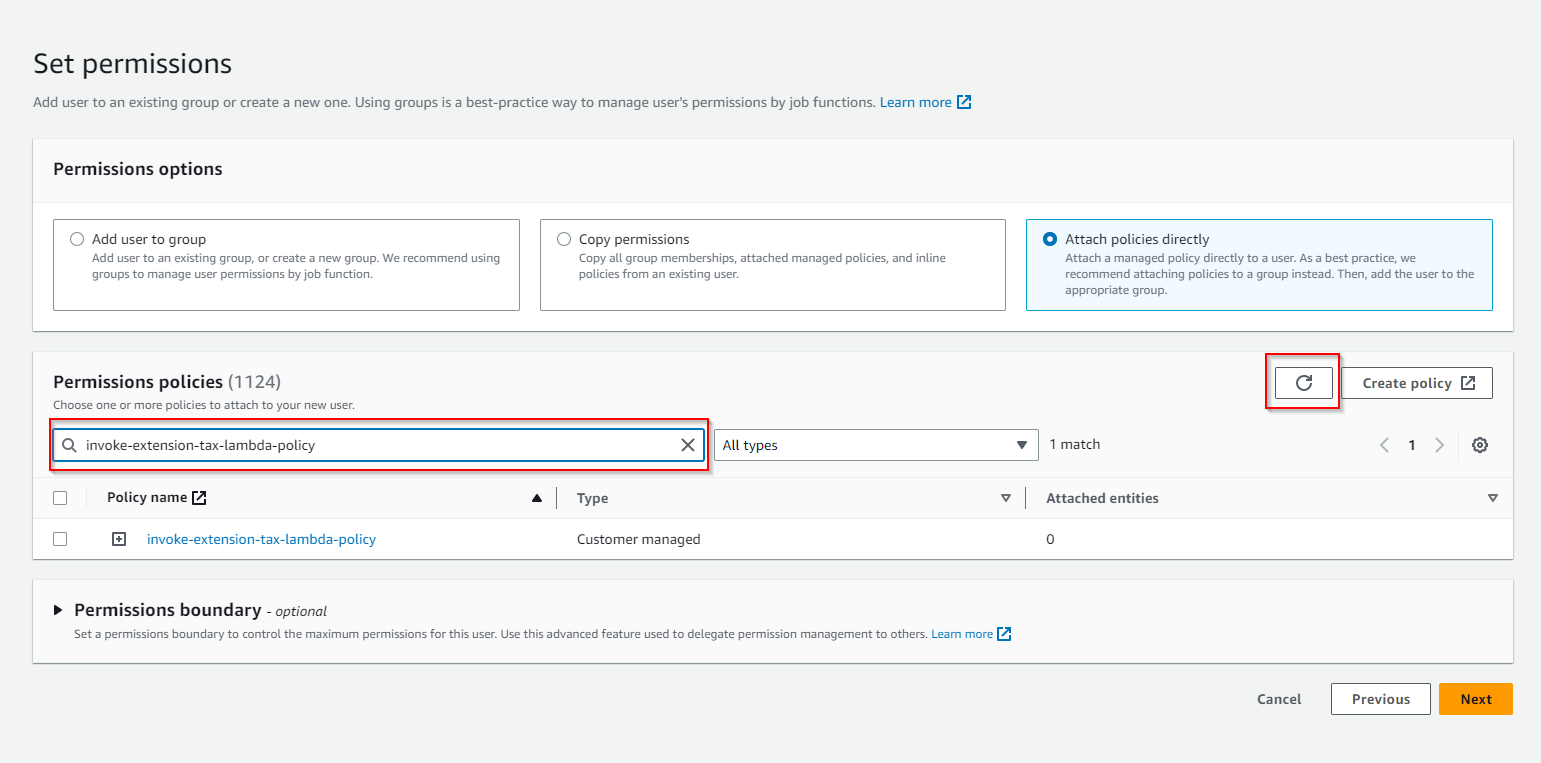 Set permissions
Add user to an existing group or create a new one. Using groups is a best-practice way to manage user's permissions by job functions. Learn more
Permissions options
Add user to group
Add user to an existing group, or create a new group. We recommend using
groups to manage user permissions by job function.
Copy permissions
Copy all group memberships, attached managed policies, and inline
policies from an existing user.
Attach policies directly
Attach a managed policy directly to a user. As a best practice, we
recommend attaching policies to a group instead. Then, add the user to the
appropriate group.
Permissions policies (1124)
Choose one or more policies to attach to your new user.
Create policy
invoke-extension-tax-lambda-policy
All types
1 match
1
Policy name
Type
Attached entities
invoke-extension-tax-lambda-policy
Customer managed
0
Permissions boundary - optional
Set a permissions boundary to control the maximum permissions for this user. Use this advanced feature used to delegate permission management to others. Learn more
Cancel
Previous
Next